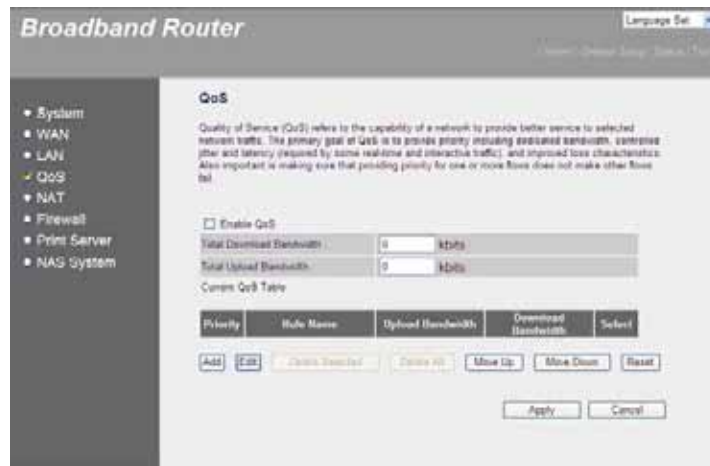 Broadband Router
Language Set
System
WAN
LAN
QoS
NAT
Firewall
Print Server
NAS System
QoS
Quality of Service (QoS) refers to the capability of a network to provide better service to selected
network traffic. The primary goal of QoS is to provide priority including dedicated bandwidth, controlled
jitter and latency (required by some real-time and interactive traffic), and improved loss characteristics.
Also important is making sure that providing priority for one or more flows does not make other flows
fail.
Enable QoS
Total Download Bandwidth 0 kbits
Total Upload Bandwidth 0 kbits
Current QoS Table
Priority Rule Name Upload Bandwidth Download Bandwidth Select
Add Edit Delete Selected Delete All Move Up Move Down Reset
Apply Cancel